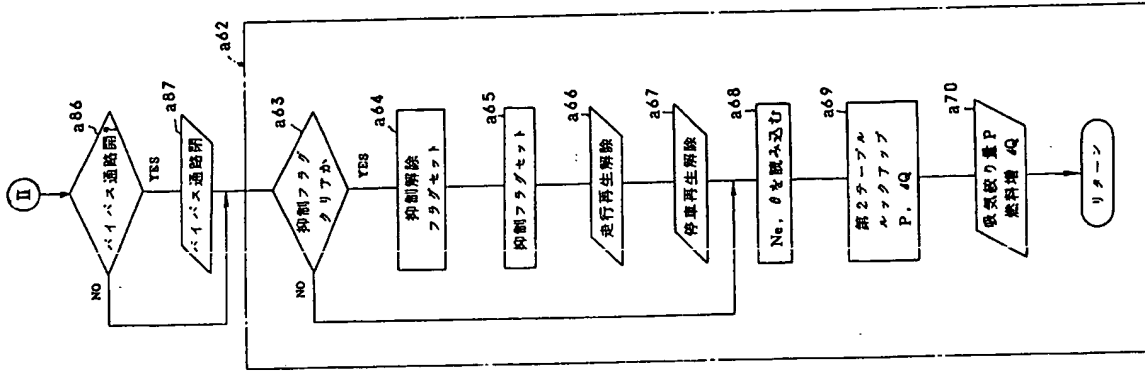 II
a86
バイパス通路開?
NO
YES
a87
バイパス通路閉
a62
a63
抑制フラグ
クリアか
NO
YES
a64
抑制解除
フラグセット
a65
抑制フラグセット
a66
走行再生解除
a67
停車再生解除
a68
Ne, θを読み込む
a69
第2テーブル
ルックアップ
P, ΔQ
a70
吸気絞り量 P
燃料増 ΔQ
リターン